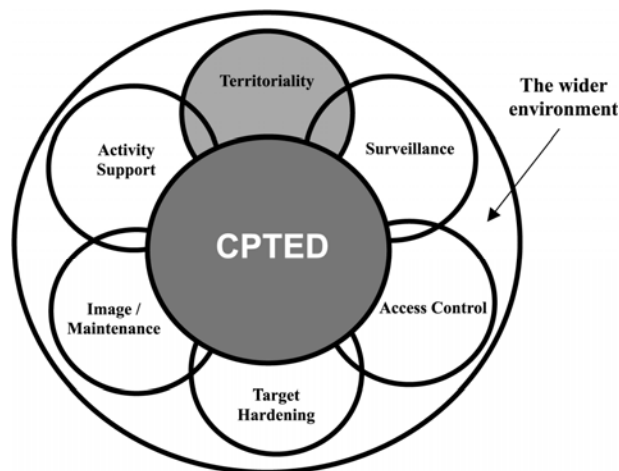 Territoriality
The wider
environment
Activity
Support
Surveillance
CPTED
Image /
Maintenance
Access Control
Target
Hardening